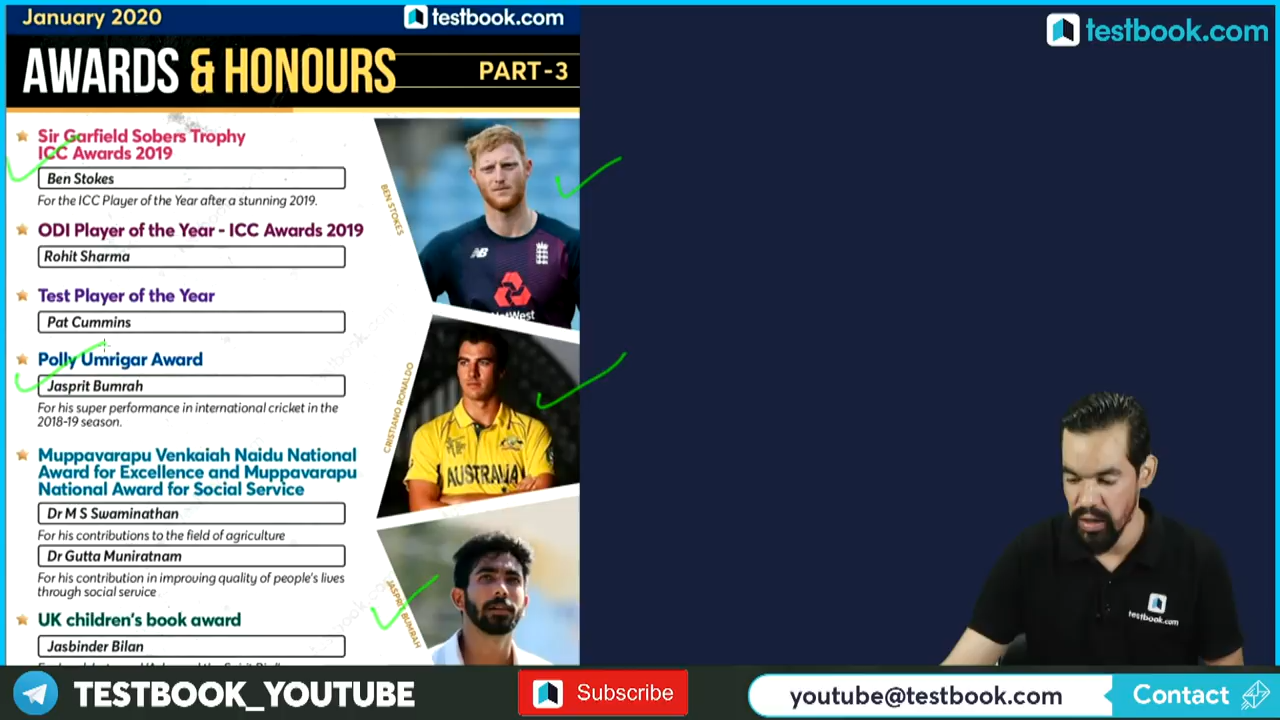 January 2020
testbook.com
testbook.com
AWARDS & HONOURS
PART-3
Sir Garfield Sobers Trophy
ICC Awards 2019
Ben Stokes
For the ICC Player of the Year after a stunning 2019.
BEN STOKES
ODI Player of the Year - ICC Awards 2019
Rohit Sharma
NatWest
Test Player of the Year
Pat Cummins
Polly Umrigar Award
Jasprit Bumrah
For his super performance in international cricket in the
2018-19 season.
CRISTIANO RONALDO
AUSTRALIA
Muppavarapu Venkaiah Naidu National
Award for Excellence and Muppavarapu
National Award for Social Service
Dr M S Swaminathan
For his contributions to the field of agriculture
Dr Gutta Muniratnam
For his contribution in improving quality of people's lives
through social service
JASPRIT BUMRAH
UK children's book award
Jasbinder Bilan
testbook.com
TESTBOOK_YOUTUBE
Subscribe
youtube@testbook.com
Contact